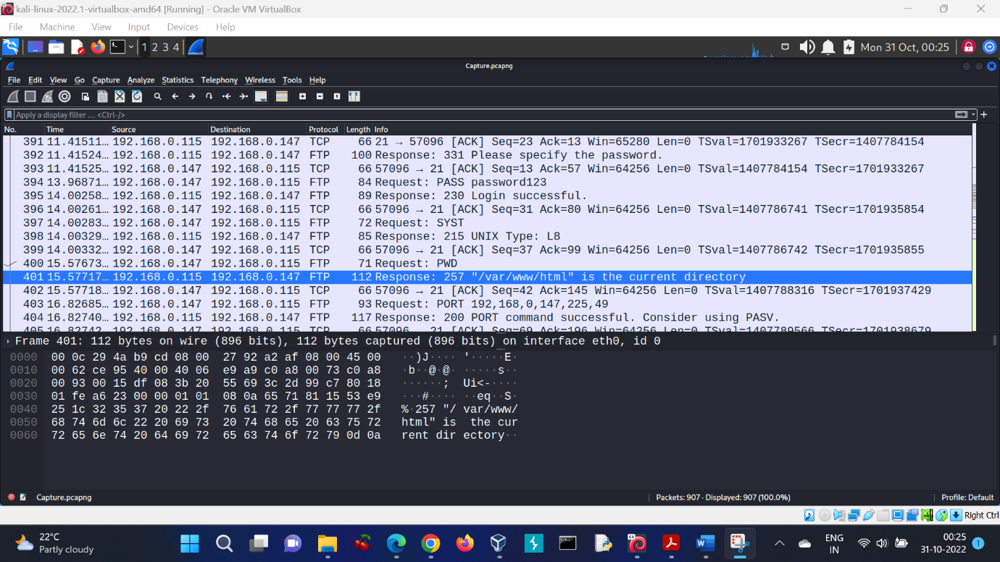 kali-linux-2022.1-virtualbox-amd64 [Running] - Oracle VM VirtualBox
File Machine View Input Devices Help
1 2 3 4 Mon 31 Oct, 00:25
Capture.pcapng
File Edit View Go Capture Analyze Statistics Telephony Wireless Tools Help
Apply a display filter ... <Ctrl-/>
No. Time Source Destination Protocol Length Info
391 11.41511… 192.168.0.115 192.168.0.147 TCP 66 21 → 57096 [ACK] Seq=23 Ack=13 Win=65280 Len=0 TSval=1701933267 TSecr=1407784154
392 11.41524… 192.168.0.115 192.168.0.147 FTP 100 Response: 331 Please specify the password.
393 11.41525… 192.168.0.147 192.168.0.115 TCP 66 57096 → 21 [ACK] Seq=13 Ack=57 Win=64256 Len=0 TSval=1407784154 TSecr=1701933267
394 13.96871… 192.168.0.147 192.168.0.115 FTP 84 Request: PASS password123
395 14.00258… 192.168.0.115 192.168.0.147 FTP 89 Response: 230 Login successful.
396 14.00261… 192.168.0.147 192.168.0.115 TCP 66 57096 → 21 [ACK] Seq=31 Ack=80 Win=64256 Len=0 TSval=1407786741 TSecr=1701935854
397 14.00283… 192.168.0.147 192.168.0.115 FTP 72 Request: SYST
398 14.00329… 192.168.0.115 192.168.0.147 FTP 85 Response: 215 UNIX Type: L8
399 14.00332… 192.168.0.147 192.168.0.115 TCP 66 57096 → 21 [ACK] Seq=37 Ack=99 Win=64256 Len=0 TSval=1407786742 TSecr=1701935855
400 15.57673… 192.168.0.147 192.168.0.115 FTP 71 Request: PWD
401 15.57717… 192.168.0.115 192.168.0.147 FTP 112 Response: 257 "/var/www/html" is the current directory
402 15.57718… 192.168.0.147 192.168.0.115 TCP 66 57096 → 21 [ACK] Seq=42 Ack=145 Win=64256 Len=0 TSval=1407788316 TSecr=1701937429
403 16.82685… 192.168.0.147 192.168.0.115 FTP 93 Request: PORT 192,168,0,147,225,49
404 16.82740… 192.168.0.115 192.168.0.147 FTP 117 Response: 200 PORT command successful. Consider using PASV.
405 16.82742… 192.168.0.147 192.168.0.115 TCP 66 57096 → 21 [ACK] Seq=69 Ack=196 Win=64256 Len=0 TSval=1407789566 TSecr=1701938679
Frame 401: 112 bytes on wire (896 bits), 112 bytes captured (896 bits) on interface eth0, id 0
0000 00 0c 29 4a b9 cd 08 00 27 92 a2 af 08 00 45 00 ··)J···· '·····E·
0010 00 62 ce 95 40 00 40 06 e9 a9 c0 a8 00 73 c0 a8 ·b··@·@· ·····s··
0020 00 93 00 15 df 08 3b 20 55 69 3c 2d 99 c7 80 18 ······; Ui<-····
0030 01 fe a6 23 00 00 01 01 08 0a 65 71 81 15 53 e9 ···#···· ··eq··S·
0040 25 1c 32 35 37 20 22 2f 76 61 72 2f 77 77 77 2f %·257 "/ var/www/
0050 68 74 6d 6c 22 20 69 73 20 74 68 65 20 63 75 72 html" is the cur
0060 72 65 6e 74 20 64 69 72 65 63 74 6f 72 79 0d 0a rent dir ectory··
Capture.pcapng Packets: 907 · Displayed: 907 (100.0%) Profile: Default
Right Ctrl
22°C
Partly cloudy
ENG
IN
00:25
31-10-2022
1